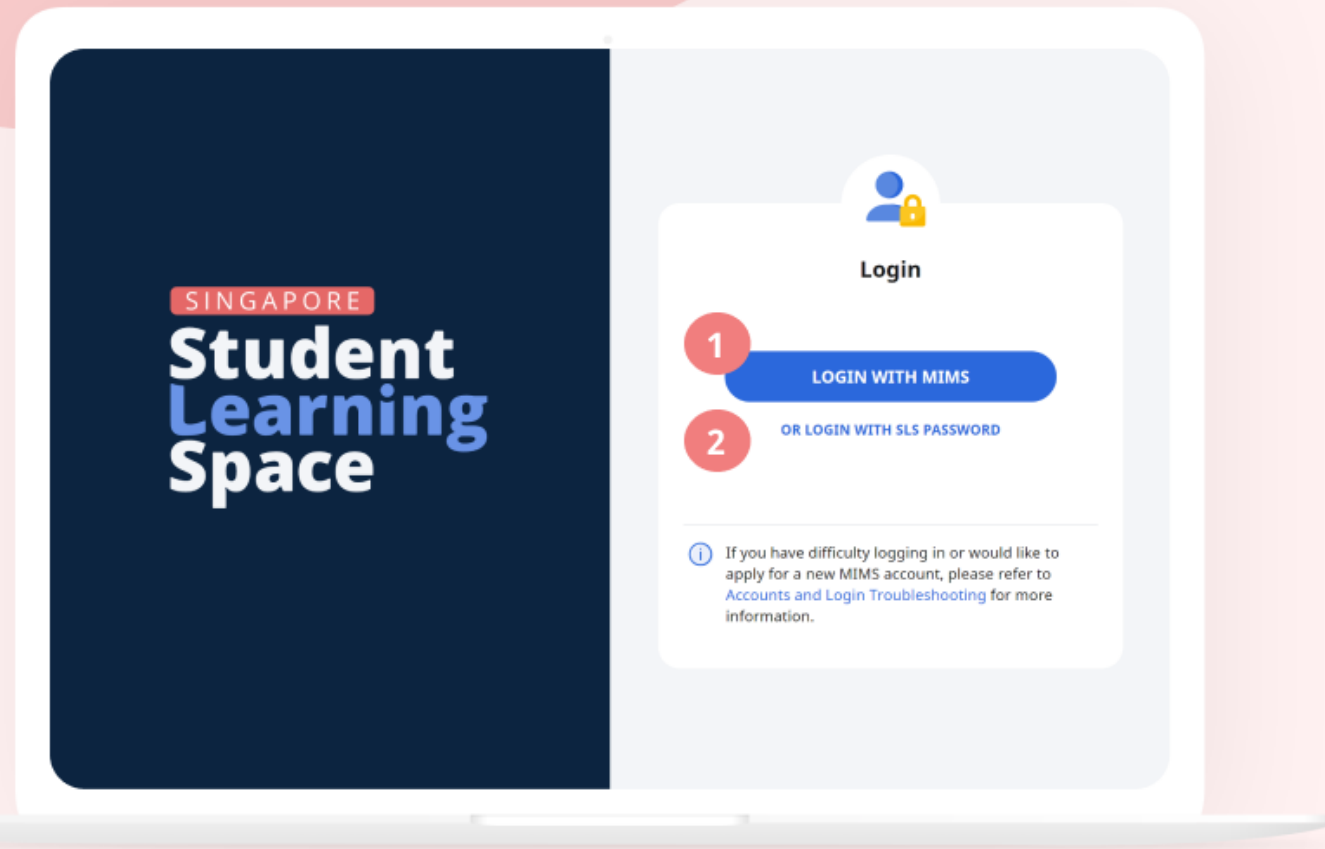 SINGAPORE
Student
Learning
Space
Login
1
LOGIN WITH MIMS
2
OR LOGIN WITH SLS PASSWORD
If you have difficulty logging in or would like to
apply for a new MIMS account, please refer to
Accounts and Login Troubleshooting for more
information.